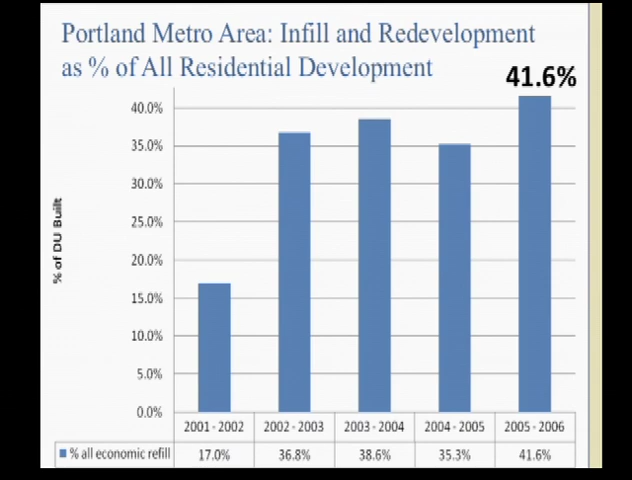 Portland Metro Area: Infill and Redevelopment
as % of All Residential Development
41.6%
40.0%
35.0%
30.0%
25.0%
20.0%
15.0%
10.0%
5.0%
0.0%
% of DU Built
2001 - 2002 2002 - 2003 2003 - 2004 2004 - 2005 2005 - 2006
% all economic refill 17.0% 36.8% 38.6% 35.3% 41.6%